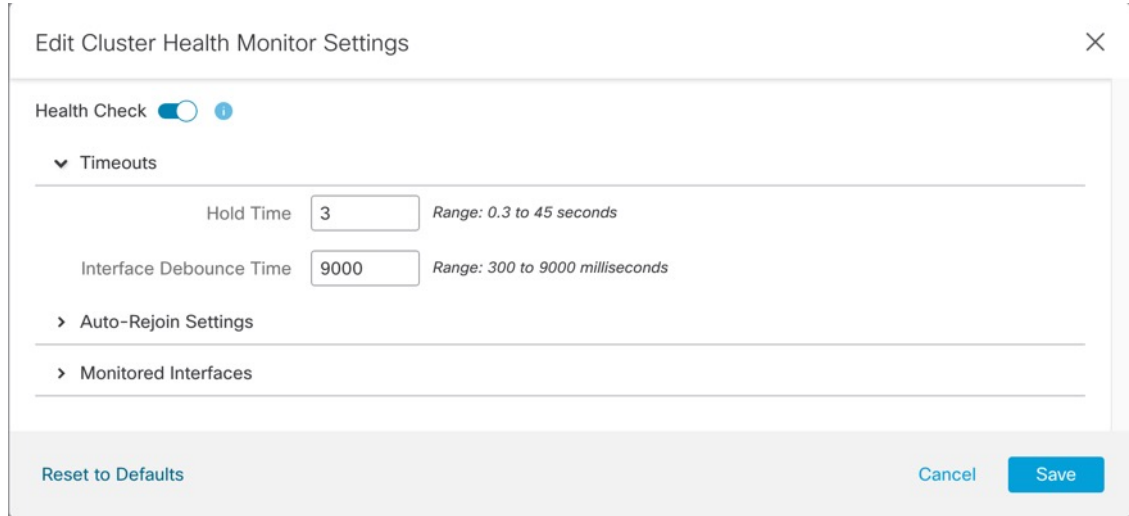 Edit Cluster Health Monitor Settings
Health Check
Timeouts
Hold Time 3 Range: 0.3 to 45 seconds
Interface Debounce Time 9000 Range: 300 to 9000 milliseconds
Auto-Rejoin Settings
Monitored Interfaces
Reset to Defaults Cancel Save